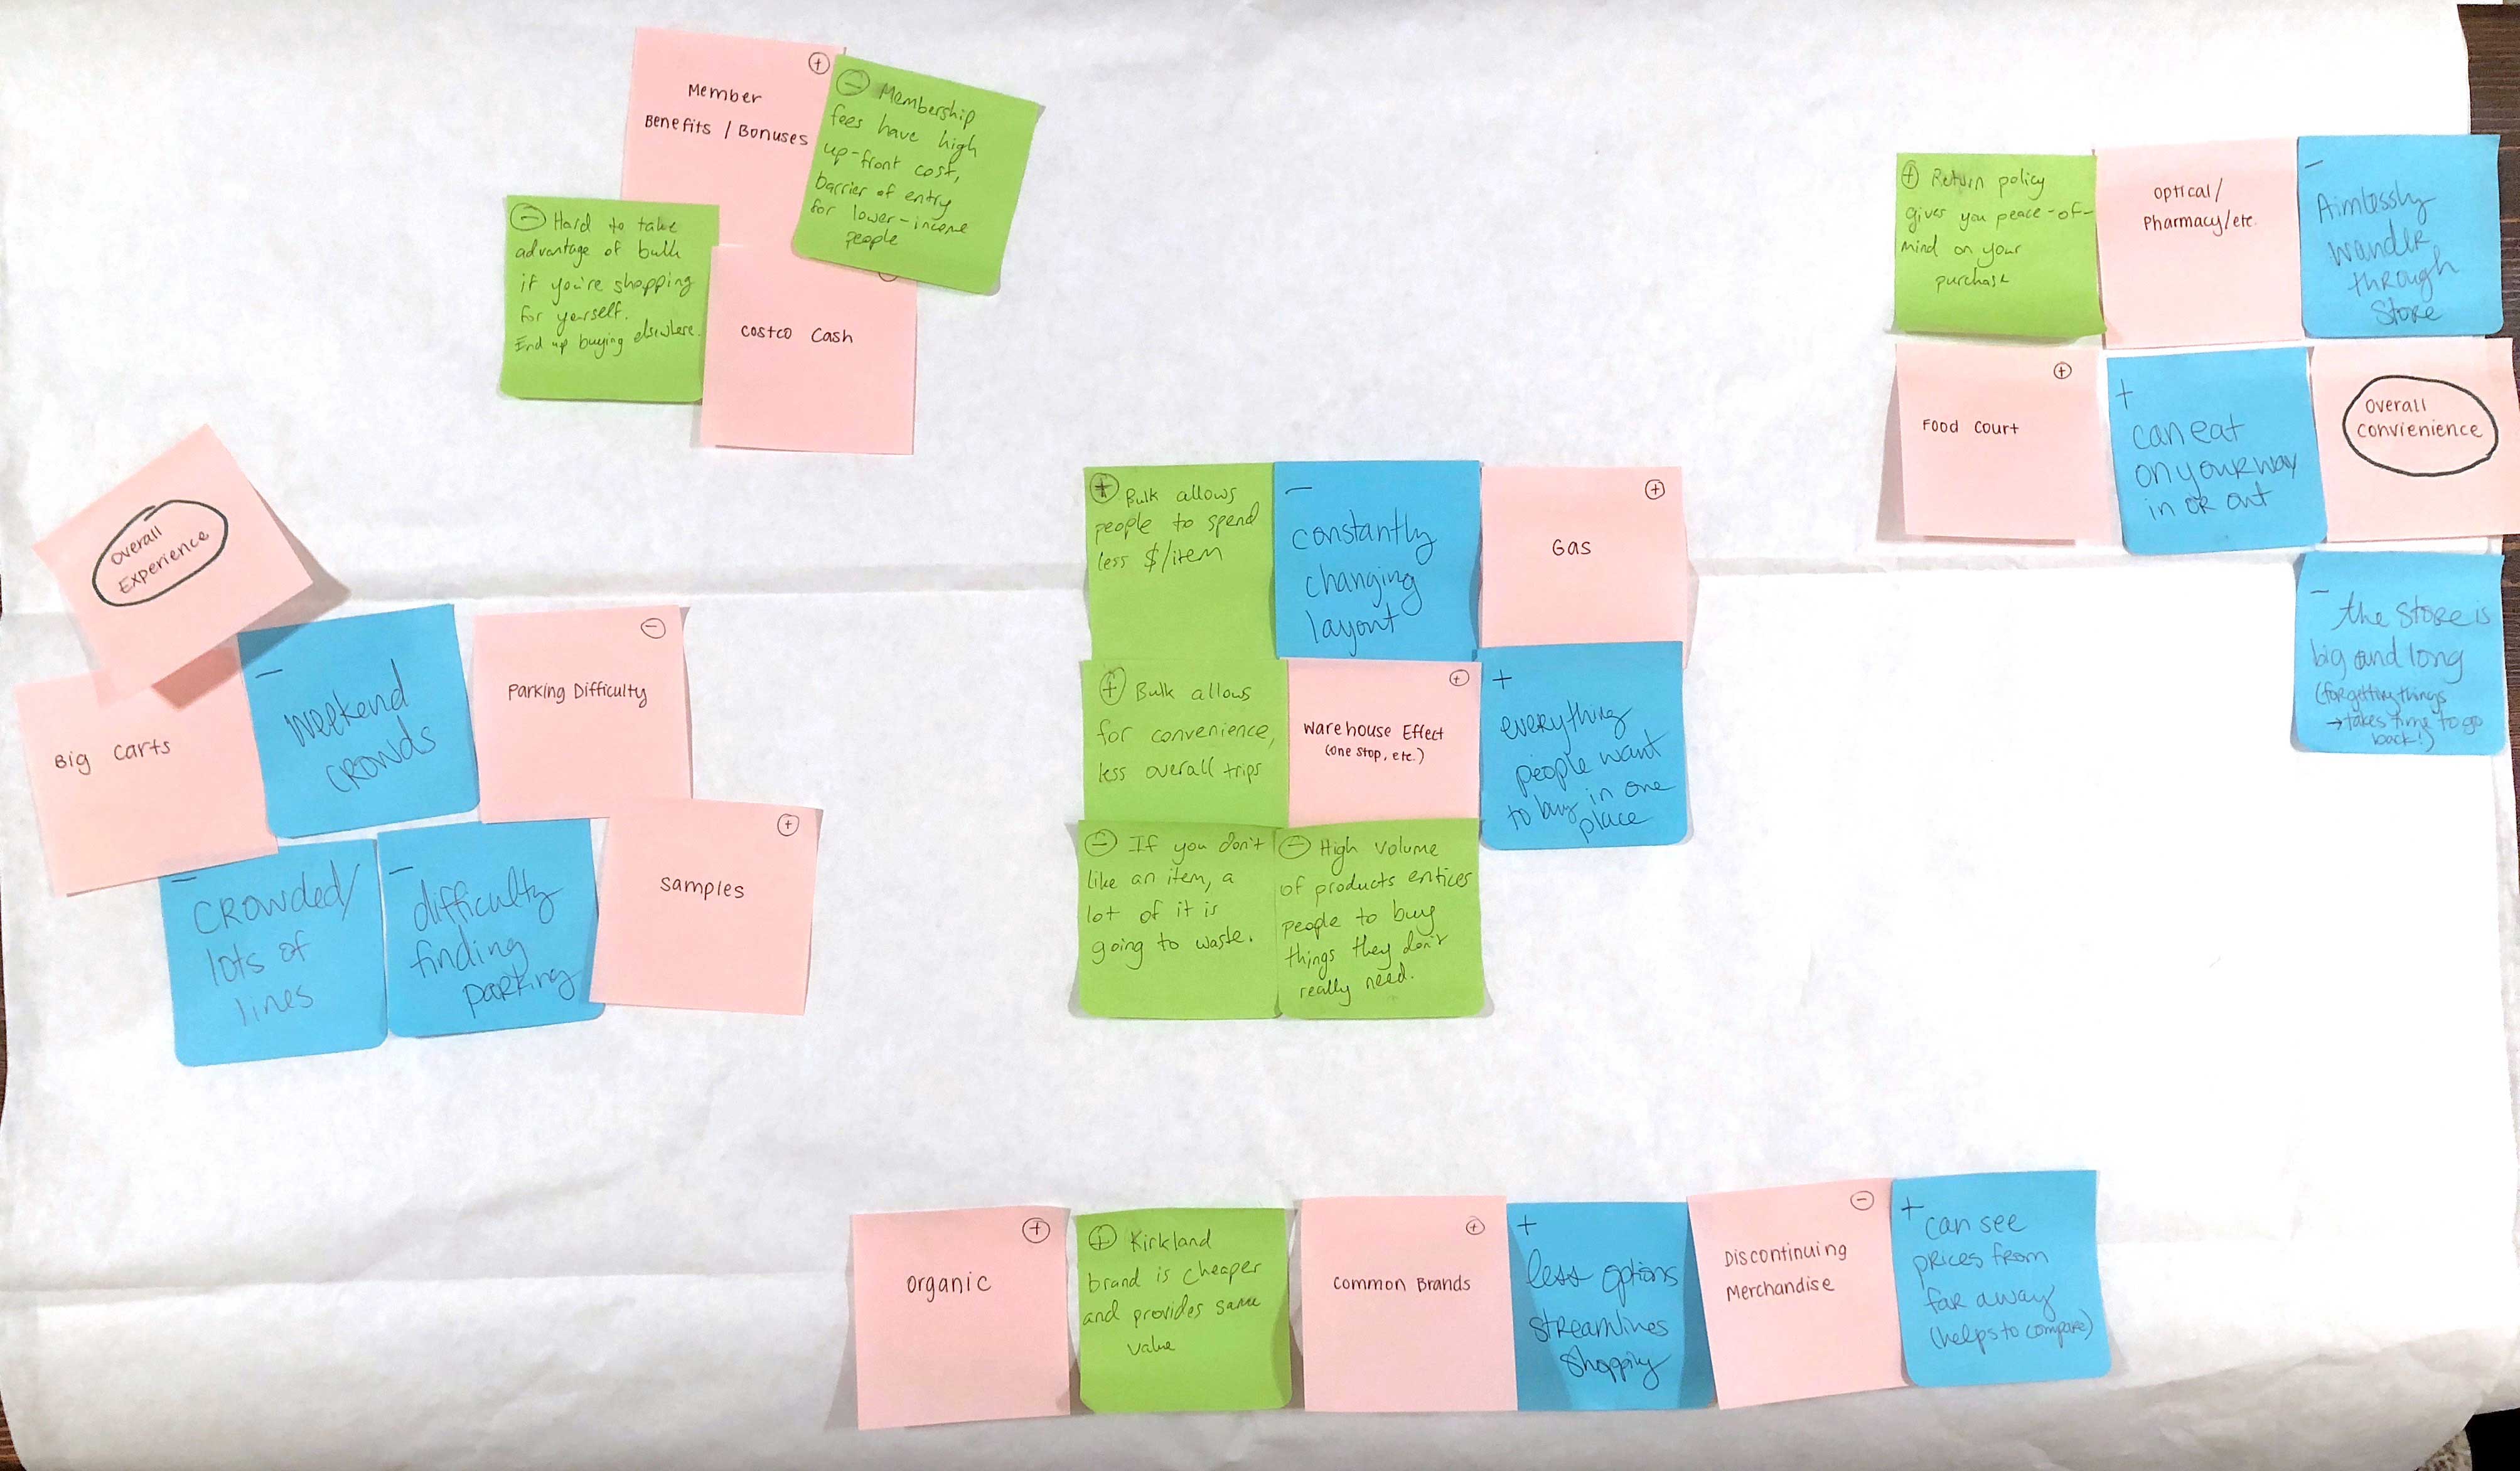 +
Member
Benefits / Bonuses
- Membership
fees have high
up-front cost,
barrier of entry
for lower-income
people
- Hard to take
advantage of bulk
if you're shopping
for yourself.
End up buying elsewhere.
Costco Cash
+ Return policy
gives you peace-of-
mind on your
purchase
Optical/
Pharmacy/etc.
-
Aimlessly
wander
through
Store
+
Food Court
+
can eat
on your way
in or out
Overall
Convienience
-
the store is
big and long
(forgetting things
→ takes time to go
back!)
Overall
Experience
Big Carts
-
weekend
crowds
-
Parking Difficulty
-
Crowded/
lots of
lines
-
difficulty
finding
parking
+
Samples
+ Bulk allows
people to spend
less $/item
-
constantly
changing
layout
+
Gas
+ Bulk allows
for convenience,
less overall trips
+
Warehouse Effect
(one stop, etc.)
+
everything
people want
to buy in one
place
- If you don't
like an item, a
lot of it is
going to waste.
- High volume
of products entices
people to buy
things they don't
really need.
+
Organic
+ Kirkland
brand is cheaper
and provides same
value
+
Common Brands
+
less options
streamlines
shopping
-
Discontinuing
Merchandise
+
can see
prices from
far away
(helps to compare)